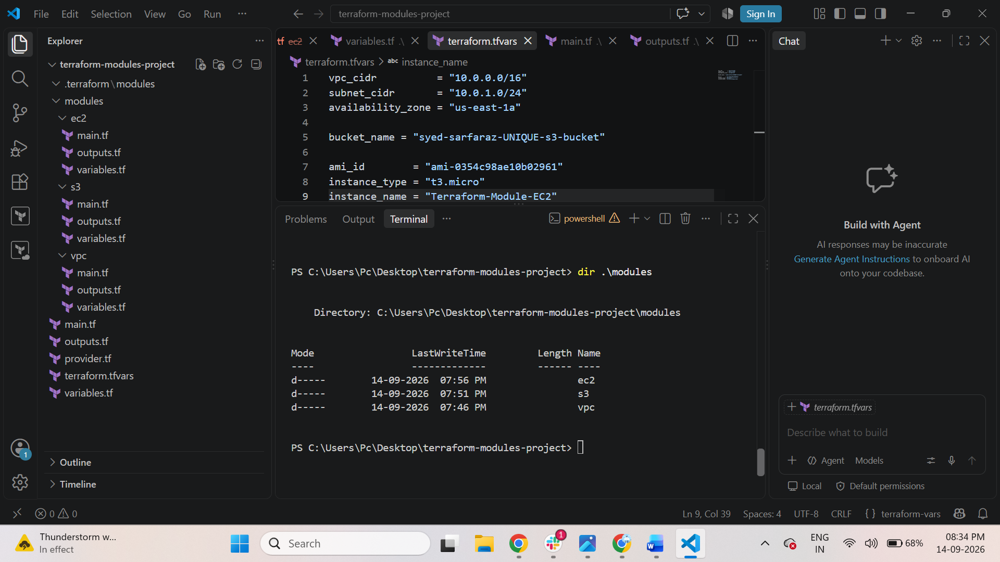 File Edit Selection View Go Run ···
terraform-modules-project
Sign In
Explorer
terraform-modules-project
.terraform\modules
modules
ec2
main.tf
outputs.tf
variables.tf
s3
main.tf
outputs.tf
variables.tf
vpc
main.tf
outputs.tf
variables.tf
main.tf
outputs.tf
provider.tf
terraform.tfvars
variables.tf
Outline
Timeline
1
tf ec2 variables.tf .\ terraform.tfvars main.tf .\ outputs.tf .\
terraform.tfvars > abc instance_name
1 vpc_cidr = "10.0.0.0/16"
2 subnet_cidr = "10.0.1.0/24"
3 availability_zone = "us-east-1a"
4
5 bucket_name = "syed-sarfaraz-UNIQUE-s3-bucket"
6
7 ami_id = "ami-0354c98ae10b02961"
8 instance_type = "t3.micro"
9 instance_name = "Terraform-Module-EC2"
Problems Output Terminal ··· powershell
PS C:\Users\Pc\Desktop\terraform-modules-project> dir .\modules
Directory: C:\Users\Pc\Desktop\terraform-modules-project\modules
Mode LastWriteTime Length Name
---- ------------- ------ ----
d----- 14-09-2026 07:56 PM ec2
d----- 14-09-2026 07:51 PM s3
d----- 14-09-2026 07:46 PM vpc
PS C:\Users\Pc\Desktop\terraform-modules-project>
Chat
Build with Agent
AI responses may be inaccurate
Generate Agent Instructions to onboard AI
onto your codebase.
terraform.tfvars
Describe what to build
Agent Models
Local Default permissions
0 0
Ln 9, Col 39 Spaces: 4 UTF-8 CRLF { } terraform-vars
Thunderstorm w...
In effect
Search
1
ENG
IN
68%
08:34 PM
14-09-2026